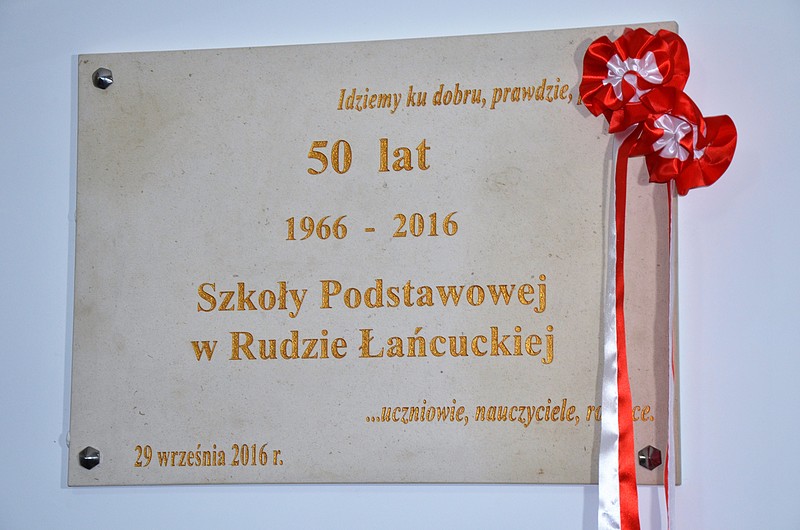 Idziemy ku dobru, prawdzie,
50 lat
1966 - 2016
Szkoły Podstawowej
w Rudzie Łańcuckiej
...uczniowie, nauczyciele,
29 września 2016 r.